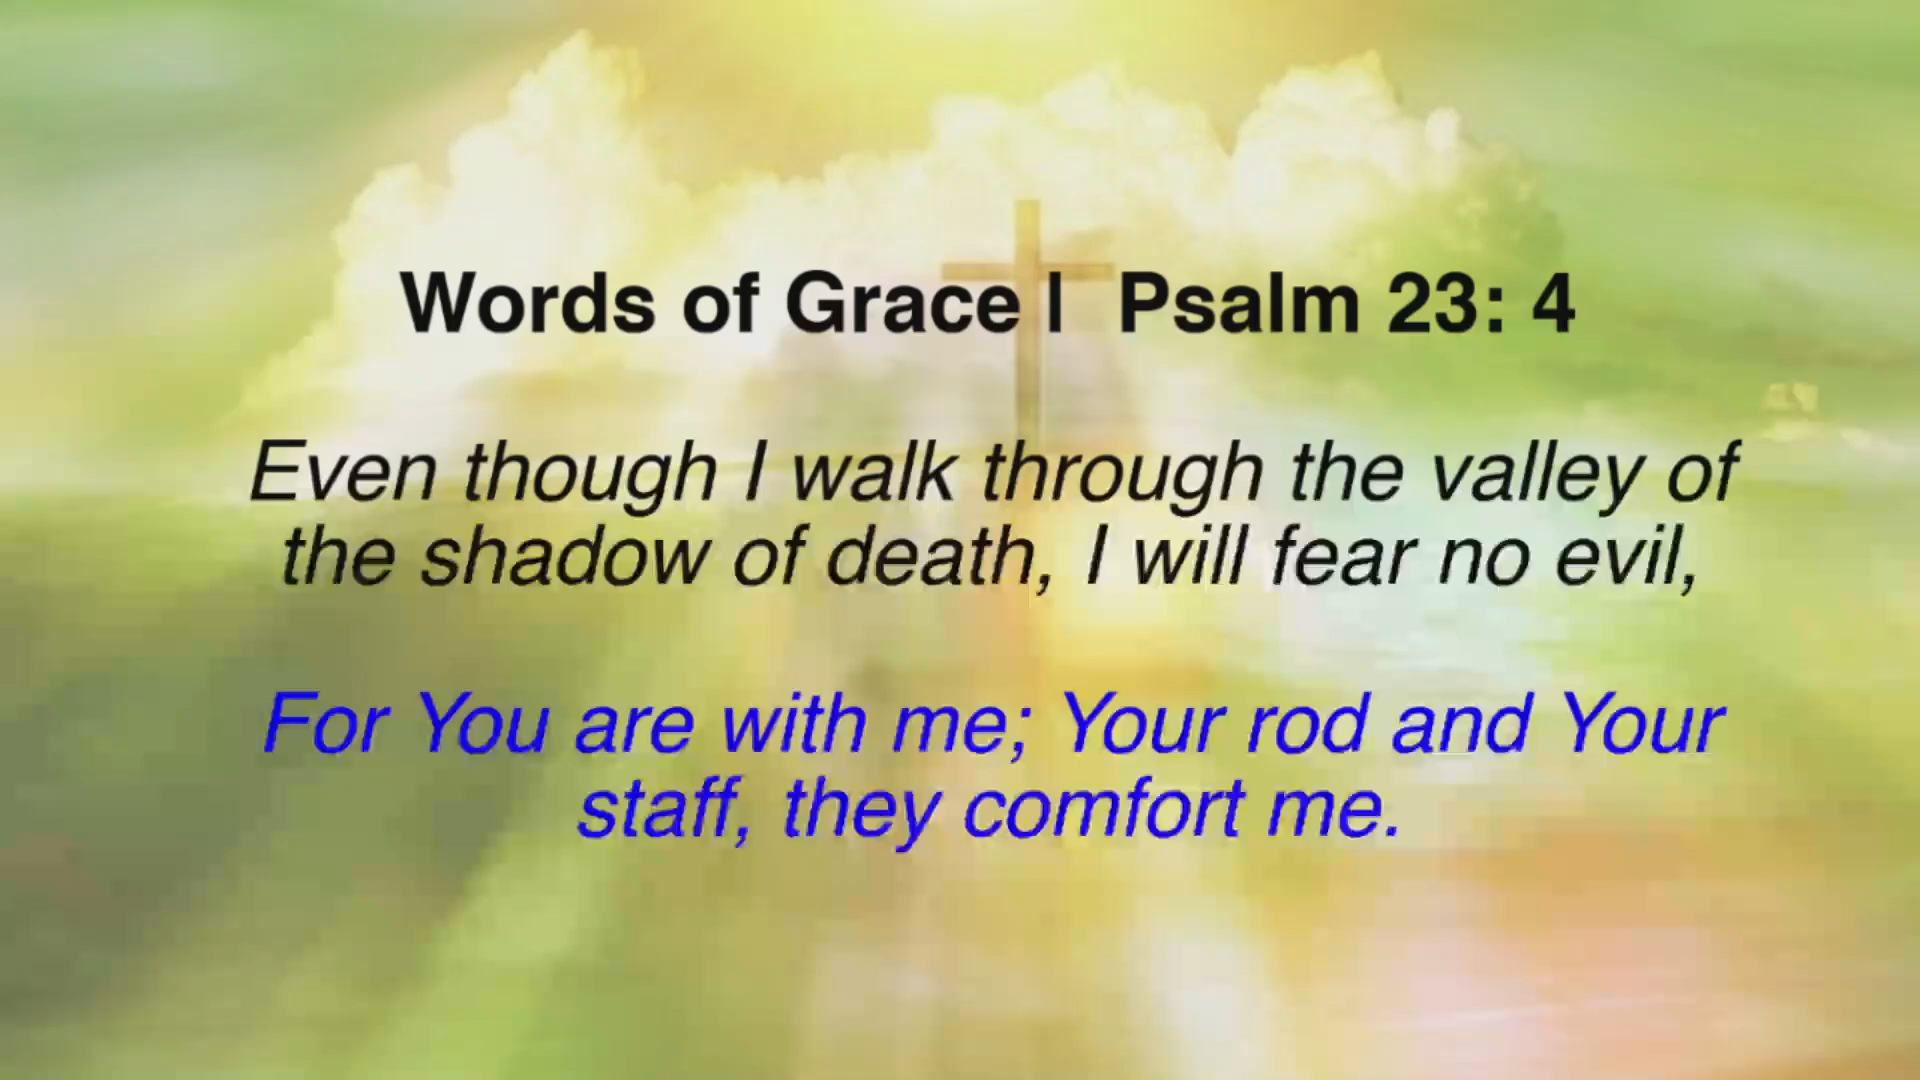 Words of Grace | Psalm 23: 4
Even though I walk through the valley of
the shadow of death, I will fear no evil,
For You are with me; Your rod and Your
staff, they comfort me.